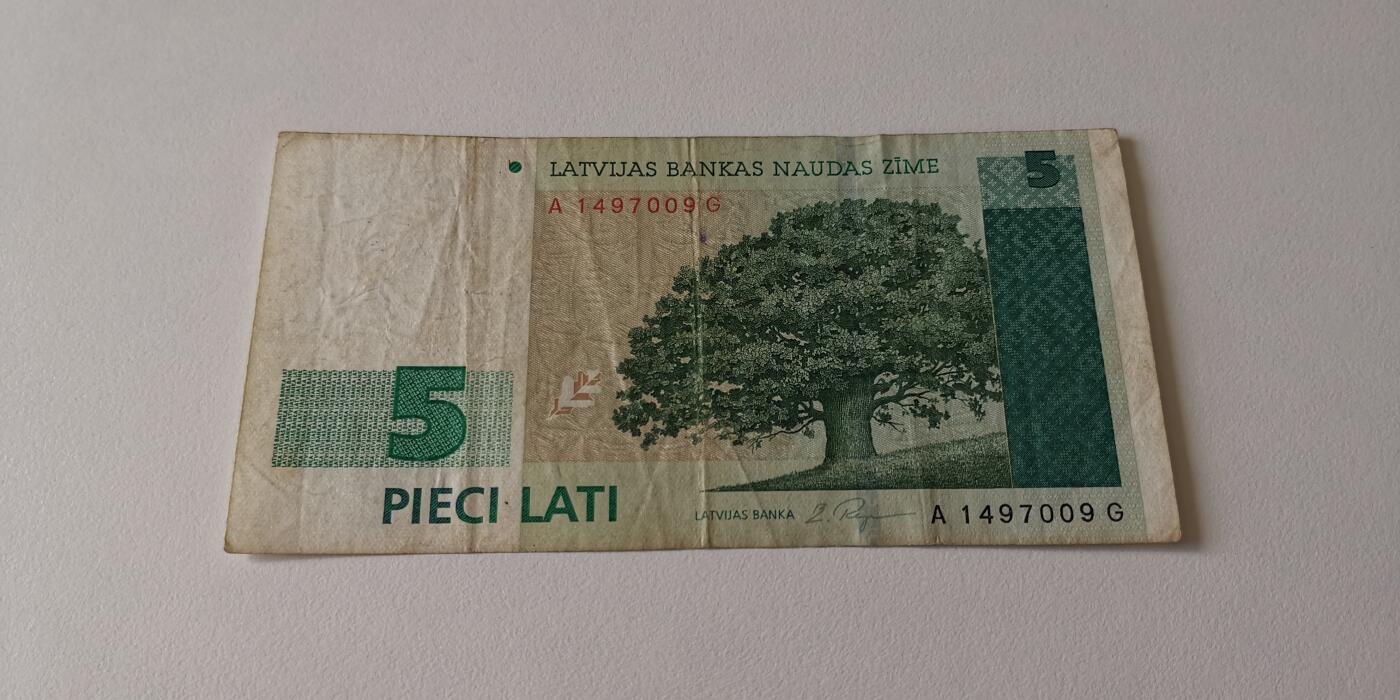 LATVIJAS BANKAS NAUDAS ZĪME
5
A 1497009 G
5
PIECI LATI
LATVIJAS BANKA
A 1497009 G